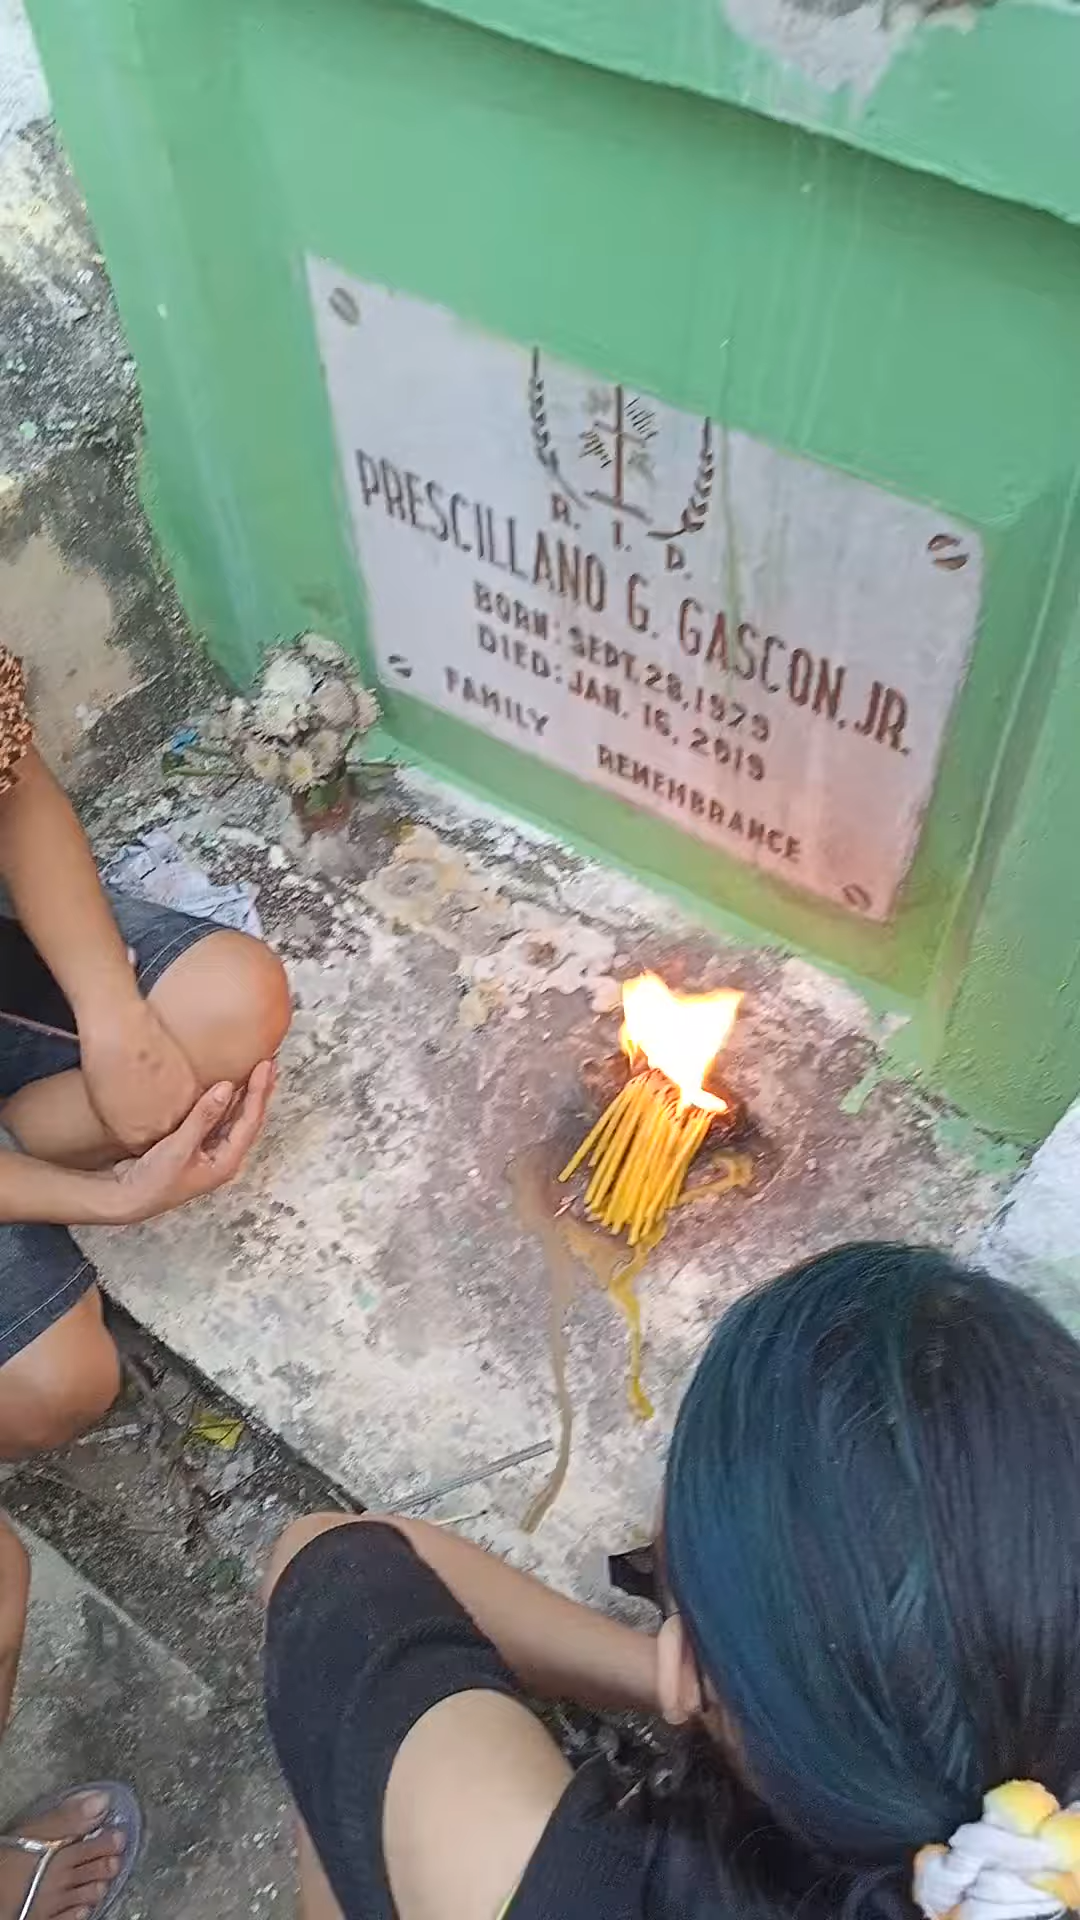 R. I. P.
PRESCILLANO G. GASCON, JR.
BORN: SEPT. 28, 1979
DIED: JAN. 16, 2019
FAMILY REMEMBRANCE